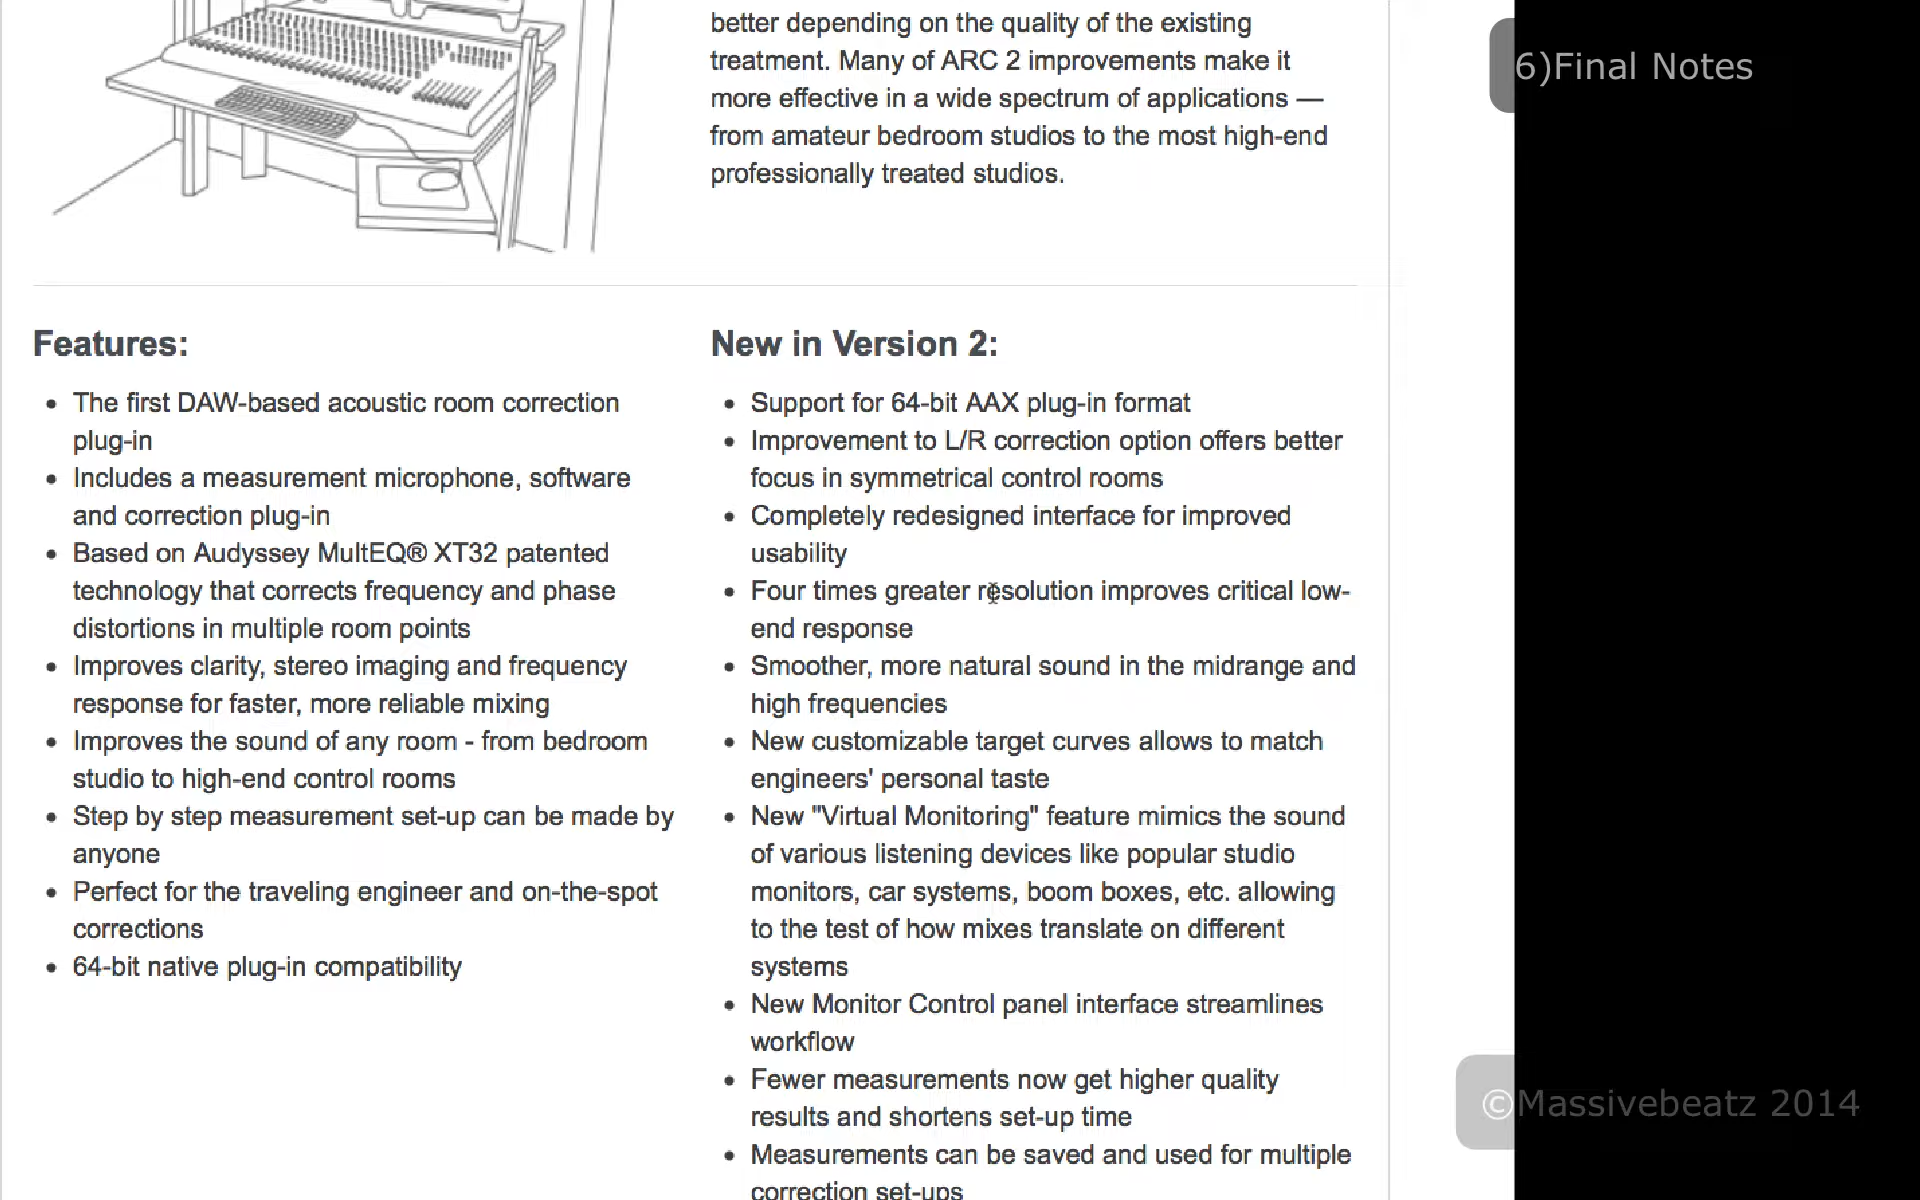 better depending on the quality of the existing
treatment. Many of ARC 2 improvements make it
more effective in a wide spectrum of applications —
from amateur bedroom studios to the most high-end
professionally treated studios.
6)Final Notes
Features:
The first DAW-based acoustic room correction
plug-in
Includes a measurement microphone, software
and correction plug-in
Based on Audyssey MultEQ® XT32 patented
technology that corrects frequency and phase
distortions in multiple room points
Improves clarity, stereo imaging and frequency
response for faster, more reliable mixing
Improves the sound of any room - from bedroom
studio to high-end control rooms
Step by step measurement set-up can be made by
anyone
Perfect for the traveling engineer and on-the-spot
corrections
64-bit native plug-in compatibility
New in Version 2:
Support for 64-bit AAX plug-in format
Improvement to L/R correction option offers better
focus in symmetrical control rooms
Completely redesigned interface for improved
usability
Four times greater resolution improves critical low-
end response
Smoother, more natural sound in the midrange and
high frequencies
New customizable target curves allows to match
engineers' personal taste
New "Virtual Monitoring" feature mimics the sound
of various listening devices like popular studio
monitors, car systems, boom boxes, etc. allowing
to the test of how mixes translate on different
systems
New Monitor Control panel interface streamlines
workflow
Fewer measurements now get higher quality
results and shortens set-up time
Measurements can be saved and used for multiple
correction set-ups
©Massivebeatz 2014